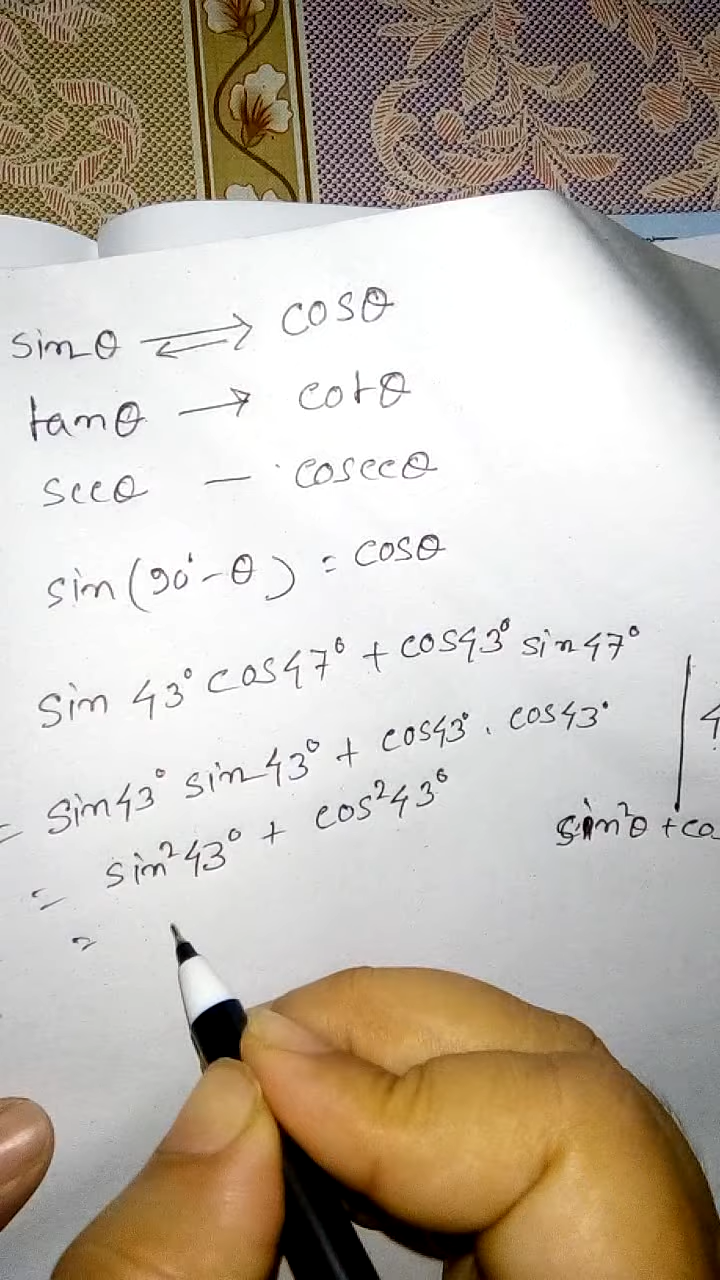 sinθ ⇌ cosθ
tanθ → cotθ
secθ — cosecθ
sin(90°-θ) = cosθ
sin 43° cos47° + cos43° sin47°
= sin43° sin43° + cos43° . cos43°
= sin²43° + cos²43°
=
sin²θ + co